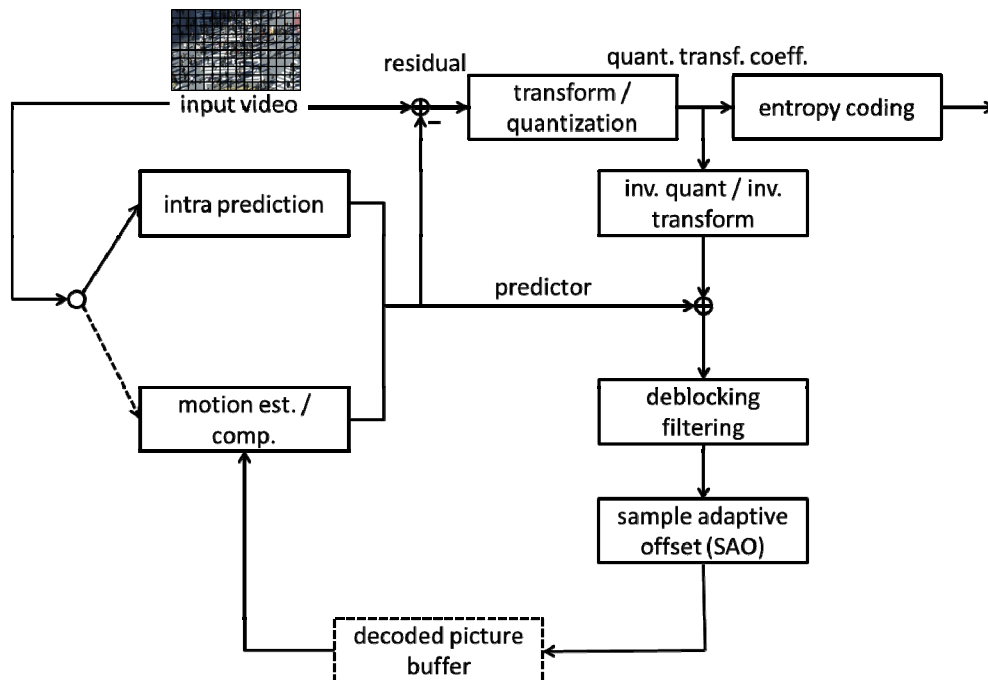 residual
quant. transf. coeff.
input video
transform /
quantization
entropy coding
–
intra prediction
inv. quant / inv.
transform
predictor
motion est. /
comp.
deblocking
filtering
sample adaptive
offset (SAO)
decoded picture
buffer